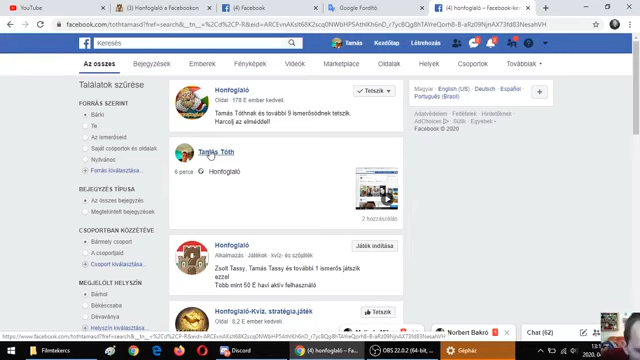 YouTube
(3) Honfoglaló Facebookon
(4) Facebook
Google Fordító
(4) honfoglaló - Facebook-ke
facebook.com/tothtamasd?fref=search&__tn__=%2Cd%2CP-R&eid=
Keresés
Tamás
Kezdőlap
Létrehozás
Az összes
Bejegyzések
Emberek
Fényképek
Videók
Marketplace
Oldalak
Helyek
Csoportok
Továbbiak
Találatok szűrése
FORRÁS SZERINT
Bárki
Te
Az ismerőseid
Saját csoportok és oldalak
Nyilvános
Forrás kiválasztása...
BEJEGYZÉS TÍPUSA
Az összes bejegyzés
Megtekintett bejegyzések
CSOPORTBAN KÖZZÉTÉVE
Bármely csoport
A csoportjaid
Csoport kiválasztása...
MEGJELÖLT HELYSZÍN
Bárhol
Békéscsaba
Dévaványa
Helyszín kiválasztása...
Honfoglaló
Oldal · 178 E ember kedveli
Tamás Tóthnak és további 9 ismerősödnek tetszik.
Harcolj az elméddel!
Tetszik
Tamás Tóth
6 perce
Honfoglaló
2 hozzászólás
Honfoglaló
Alkalmazás · Játékok · kvíz- és szójáték
Zsolt Tassy, Tamás Tassy és további 1 ismerős játszik
ezzel
Több mint 50 E havi aktív felhasználó
Játék indítása
Honfoglaló-Kvíz, stratégia,játék
Oldal · 8,2 E ember kedveli
Tetszik
Magyar · English (US) · Deutsch · Español ·
Português (Brasil)
Adatvédelem · Feltételek · Hirdetőknek
AdChoices · Sütik · Egyebek
Facebook © 2020
Norbert Bakró
Chat (62)
Filmtekercs
Discord
(4) honfoglaló – Fa...
OBS 22.0.2 (64-bit, ...
Gépház